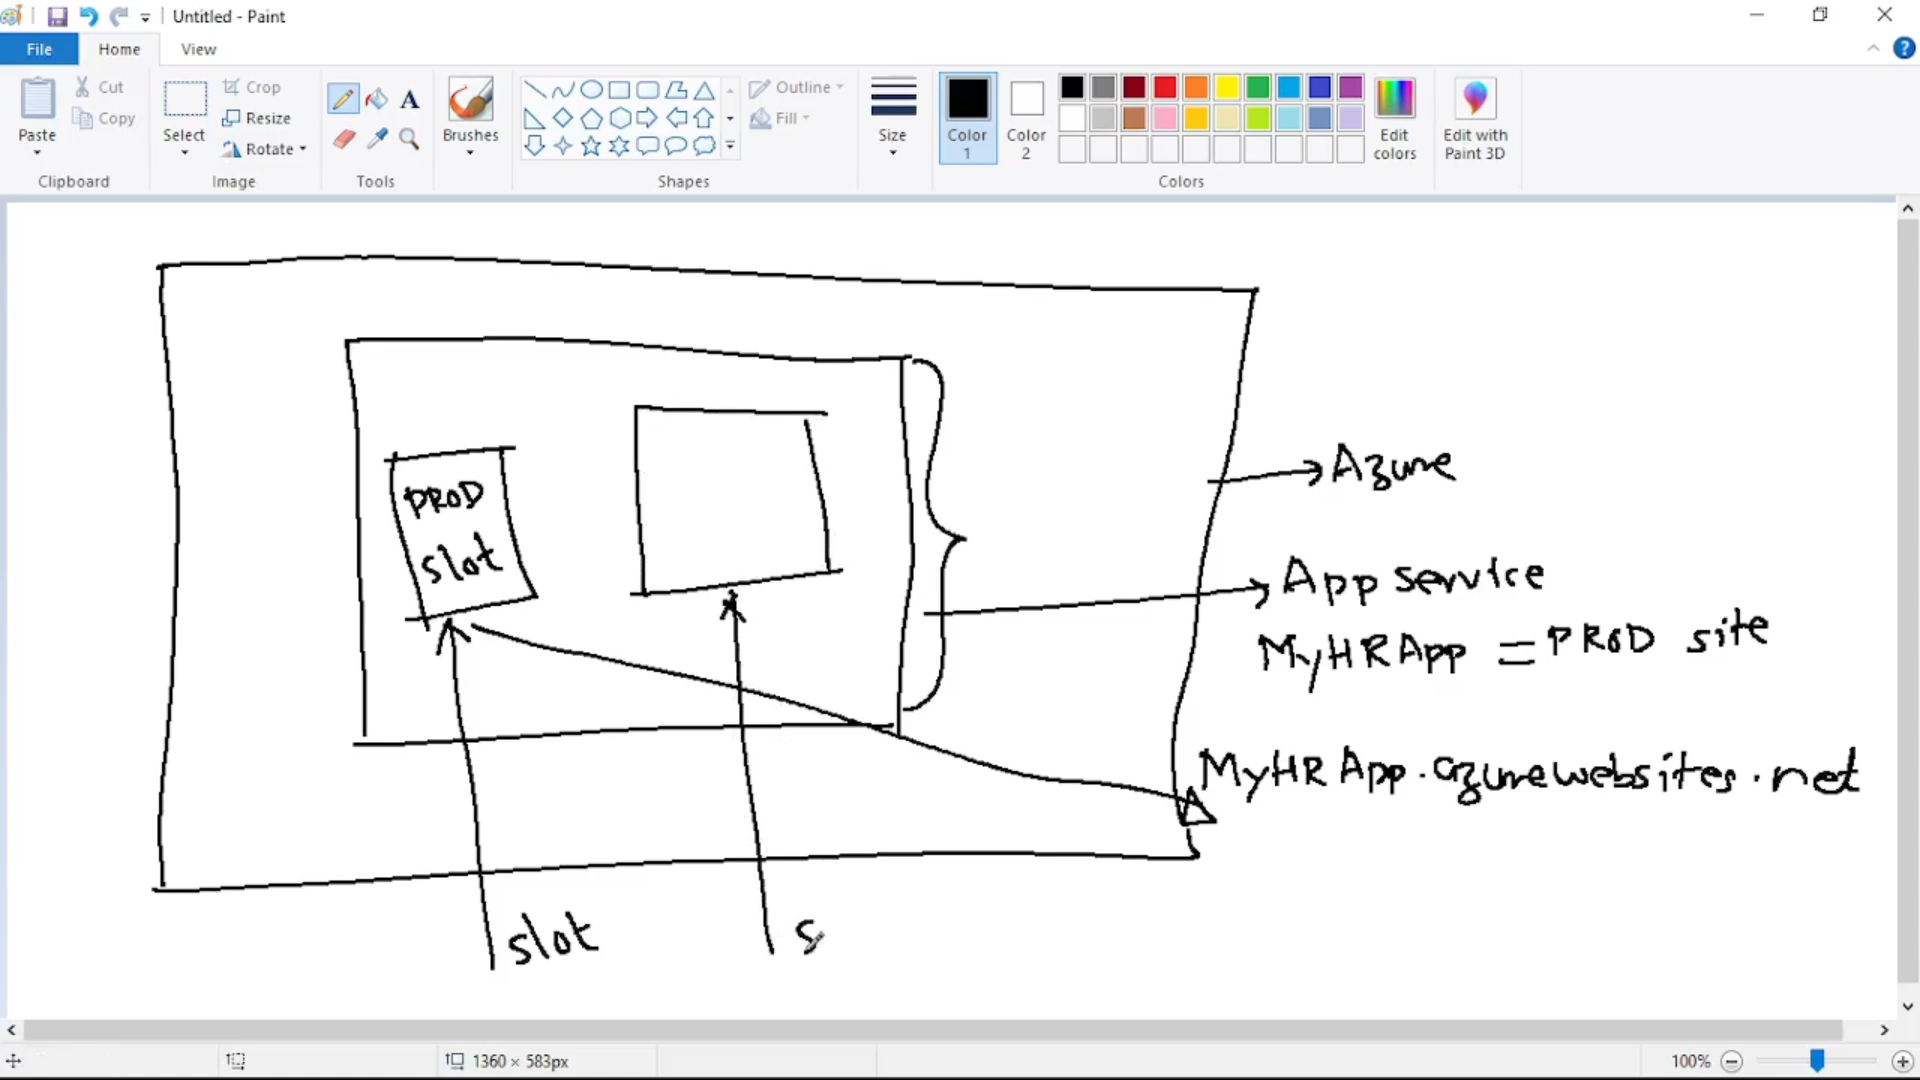 Untitled - Paint
File
Home
View
Paste
Cut
Copy
Clipboard
Select
Crop
Resize
Rotate
Image
A
Tools
Brushes
Shapes
Outline
Fill
Size
Color 1
Color 2
Colors
Edit colors
Edit with Paint 3D
PROD
slot
Azure
App service
MyHRApp = PROD site
MyHRApp.azurewebsites.net
slot
s
1360 × 583px
100%